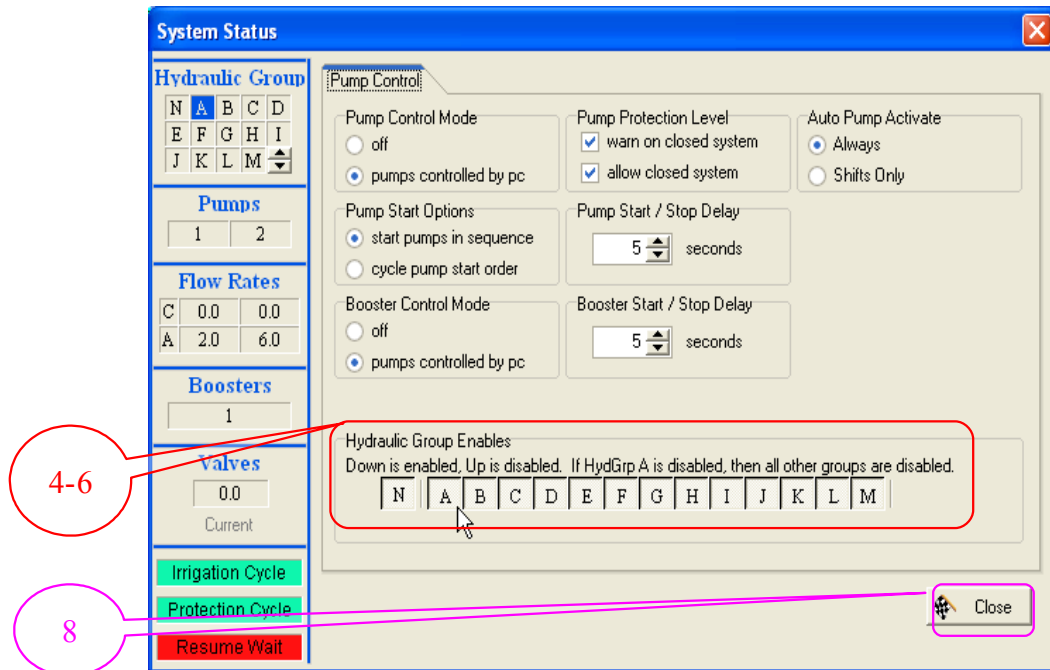 System Status
Hydraulic Group
N A B C D
E F G H I
J K L M
Pumps
1 2
Flow Rates
C 0.0 0.0
A 2.0 6.0
Boosters
1
Valves
0.0
Current
Irrigation Cycle
Protection Cycle
Resume Wait
Pump Control
Pump Control Mode
off
pumps controlled by pc
Pump Protection Level
warn on closed system
allow closed system
Auto Pump Activate
Always
Shifts Only
Pump Start Options
start pumps in sequence
cycle pump start order
Pump Start / Stop Delay
5 seconds
Booster Control Mode
off
pumps controlled by pc
Booster Start / Stop Delay
5 seconds
Hydraulic Group Enables
Down is enabled, Up is disabled. If HydGrp A is disabled, then all other groups are disabled.
N A B C D E F G H I J K L M
Close
4-6
8